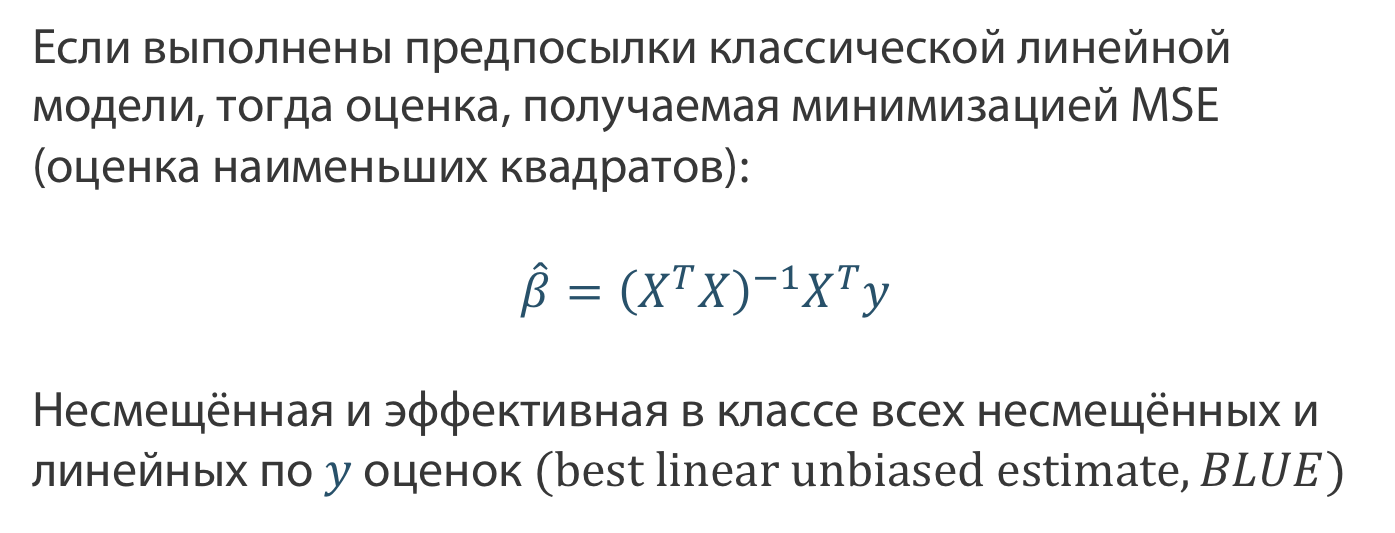 Если выполнены предпосылки классической линейной
модели, тогда оценка, получаемая минимизацией MSE
(оценка наименьших квадратов):
β̂ = (XᵀX)⁻¹Xᵀy
Несмещённая и эффективная в классе всех несмещённых и
линейных по y оценок (best linear unbiased estimate, BLUE)